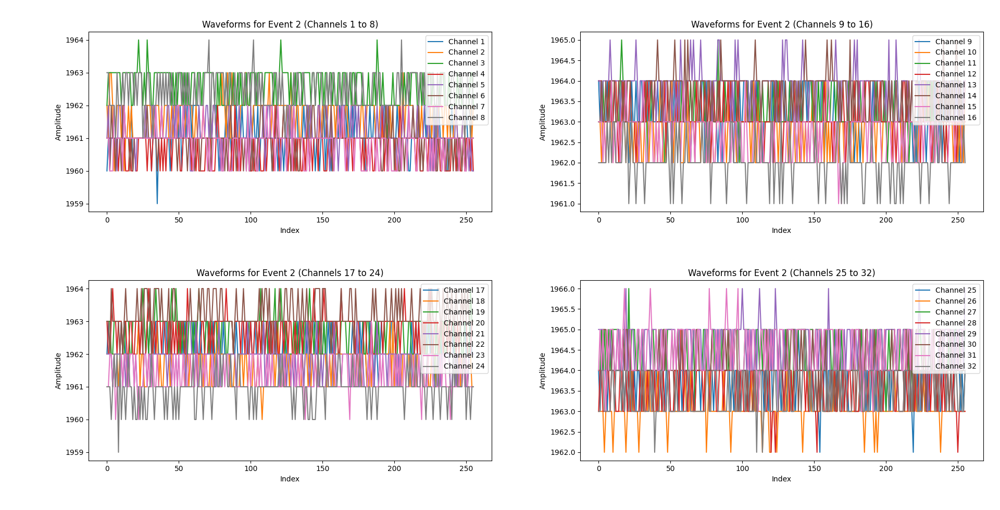 Waveforms for Event 2 (Channels 1 to 8)
1964
1963
1962
1961
1960
1959
Amplitude
0 50 100 150 200 250
Index
Channel 1
Channel 2
Channel 3
Channel 4
Channel 5
Channel 6
Channel 7
Channel 8
Waveforms for Event 2 (Channels 9 to 16)
1965.0
1964.5
1964.0
1963.5
1963.0
1962.5
1962.0
1961.5
1961.0
Amplitude
0 50 100 150 200 250
Index
Channel 9
Channel 10
Channel 11
Channel 12
Channel 13
Channel 14
Channel 15
Channel 16
Waveforms for Event 2 (Channels 17 to 24)
1964
1963
1962
1961
1960
1959
Amplitude
0 50 100 150 200 250
Index
Channel 17
Channel 18
Channel 19
Channel 20
Channel 21
Channel 22
Channel 23
Channel 24
Waveforms for Event 2 (Channels 25 to 32)
1966.0
1965.5
1965.0
1964.5
1964.0
1963.5
1963.0
1962.5
1962.0
Amplitude
0 50 100 150 200 250
Index
Channel 25
Channel 26
Channel 27
Channel 28
Channel 29
Channel 30
Channel 31
Channel 32